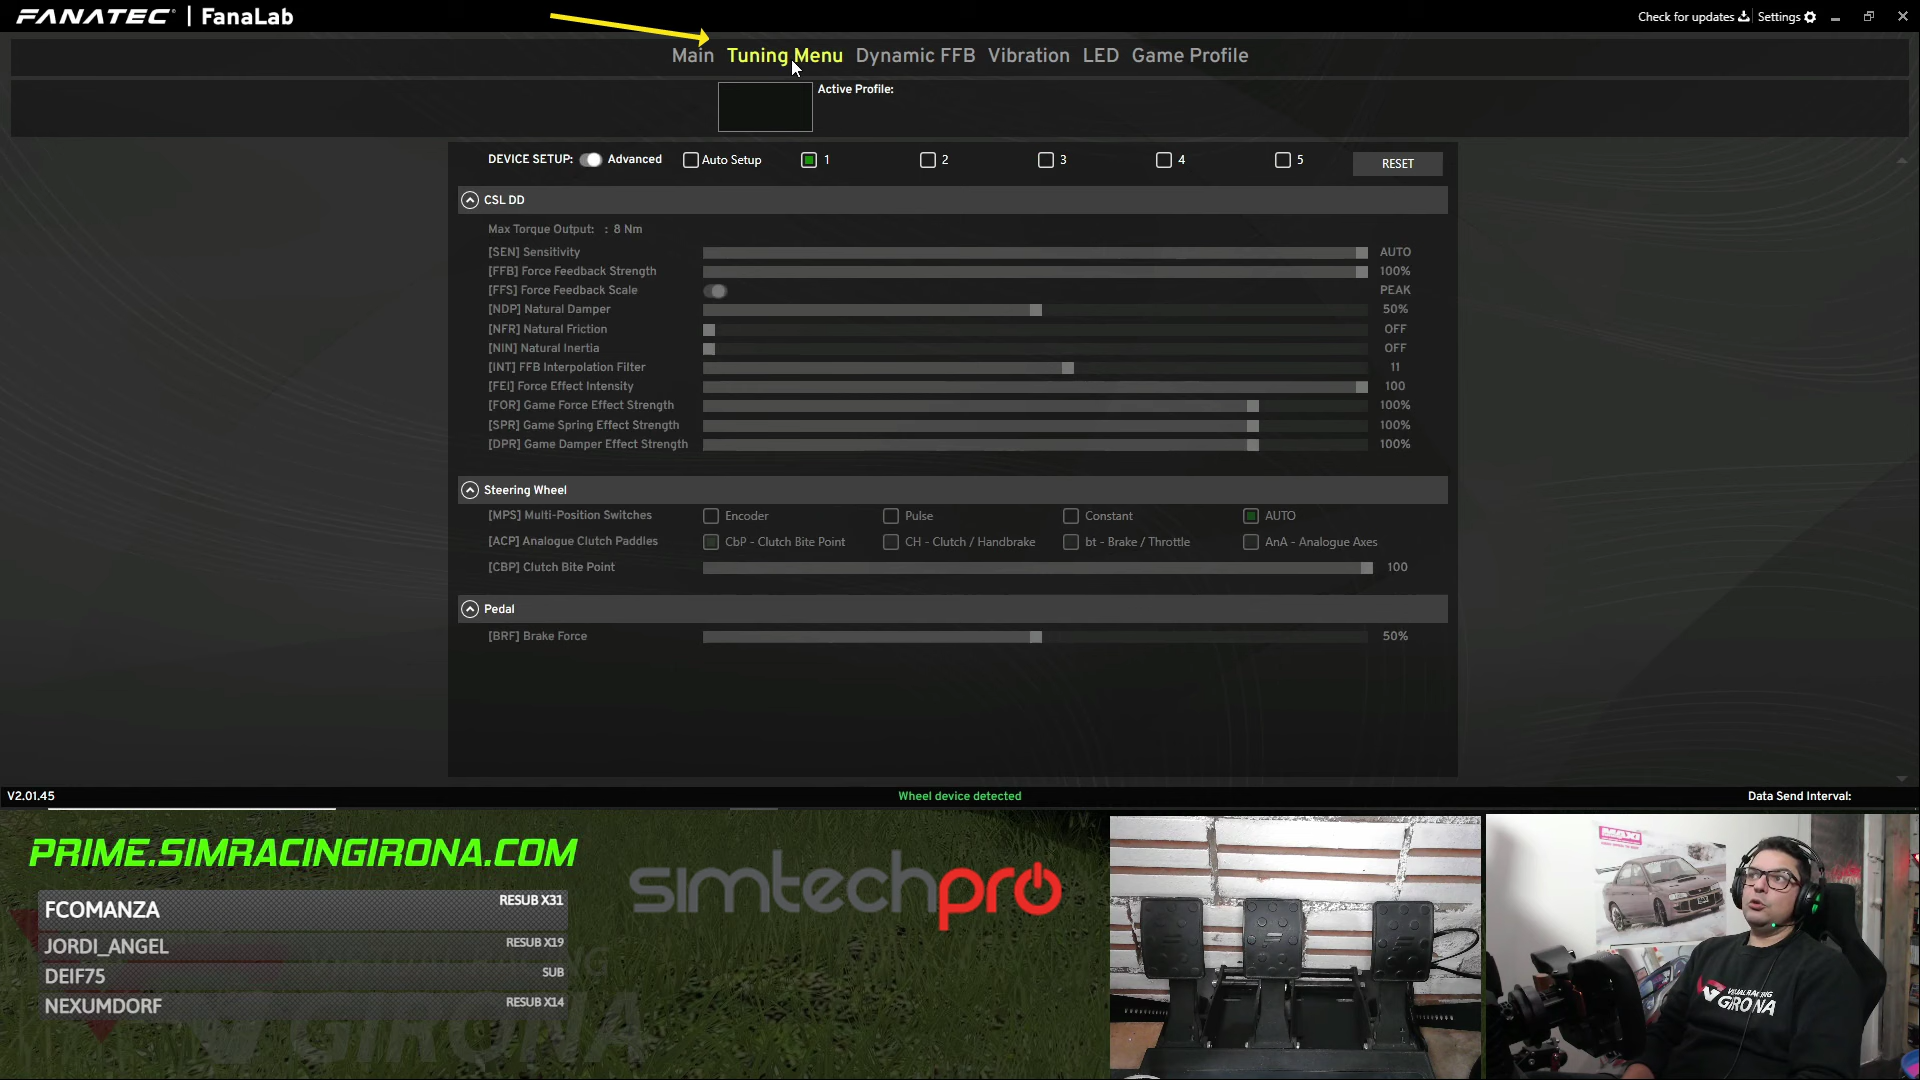 FANATEC | FanaLab
Check for updates
Settings
Main Tuning Menu Dynamic FFB Vibration LED Game Profile
Active Profile:
DEVICE SETUP: Advanced Auto Setup 1 2 3 4 5 RESET
CSL DD
Max Torque Output: : 8 Nm
[SEN] Sensitivity AUTO
[FFB] Force Feedback Strength 100%
[FFS] Force Feedback Scale PEAK
[NDP] Natural Damper 50%
[NFR] Natural Friction OFF
[NIN] Natural Inertia OFF
[INT] FFB Interpolation Filter 11
[FEI] Force Effect Intensity 100
[FOR] Game Force Effect Strength 100%
[SPR] Game Spring Effect Strength 100%
[DPR] Game Damper Effect Strength 100%
Steering Wheel
[MPS] Multi-Position Switches Encoder Pulse Constant AUTO
[ACP] Analogue Clutch Paddles CbP - Clutch Bite Point CH - Clutch / Handbrake bt - Brake / Throttle AnA - Analogue Axes
[CBP] Clutch Bite Point 100
Pedal
[BRF] Brake Force 50%
V2.01.45 Wheel device detected Data Send Interval:
PRIME.SIMRACINGIRONA.COM
FCOMANZA RESUB X31
JORDI_ANGEL RESUB X19
DEIF75 SUB
NEXUMDORF RESUB X14
simtechpro
GIRONA
MAXI
VIRTUALRACING
GIRONA